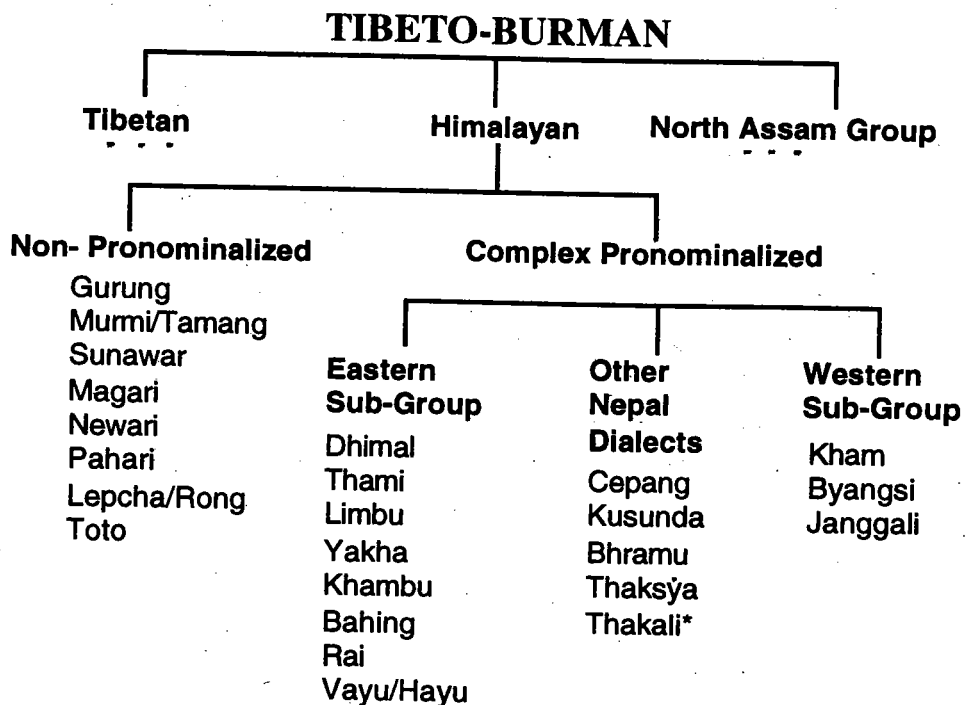 TIBETO-BURMAN
Tibetan
Himalayan
North Assam Group
- - -
- - -
Non- Pronominalized
Gurung
Murmi/Tamang
Sunawar
Magari
Newari
Pahari
Lepcha/Rong
Toto
Complex Pronominalized
Eastern
Sub-Group
Dhimal
Thami
Limbu
Yakha
Khambu
Bahing
Rai
Vayu/Hayu
Other
Nepal
Dialects
Cepang
Kusunda
Bhramu
Thaksẏa
Thakali*
Western
Sub-Group
Kham
Byangsi
Janggali